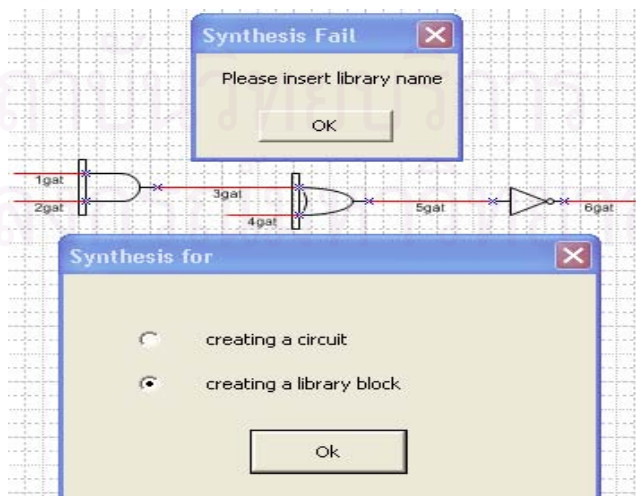 Synthesis Fail
Please insert library name
OK
1gat
2gat
3gat
4gat
5gat
6gat
Synthesis for
creating a circuit
creating a library block
Ok